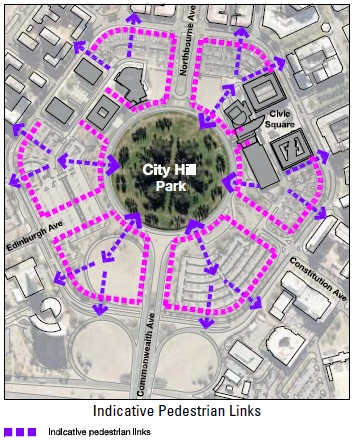 Northbourne Ave
Civic
Square
City Hill
Park
Edinburgh Ave
Constitution Ave
Commonwealth Ave
Indicative Pedestrian Links
Indicative pedestrian links